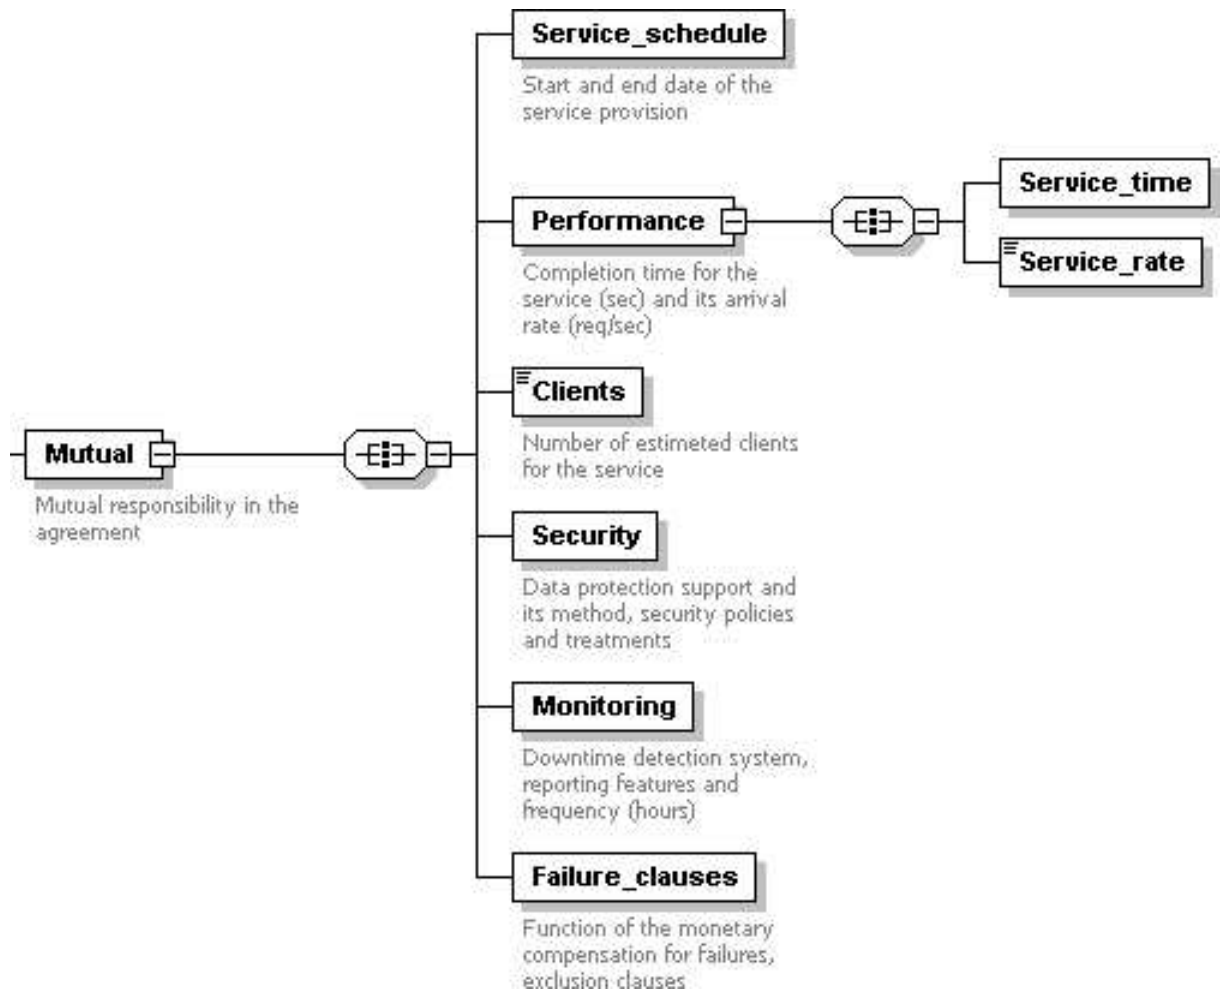 Service_schedule
Start and end date of the
service provision
Performance
Completion time for the
service (sec) and its arrival
rate (req/sec)
Service_time
Service_rate
Clients
Number of estimeted clients
for the service
Mutual
Mutual responsibility in the
agreement
Security
Data protection support and
its method, security policies
and treatments
Monitoring
Downtime detection system,
reporting features and
frequency (hours)
Failure_clauses
Function of the monetary
compensation for failures,
exclusion clauses